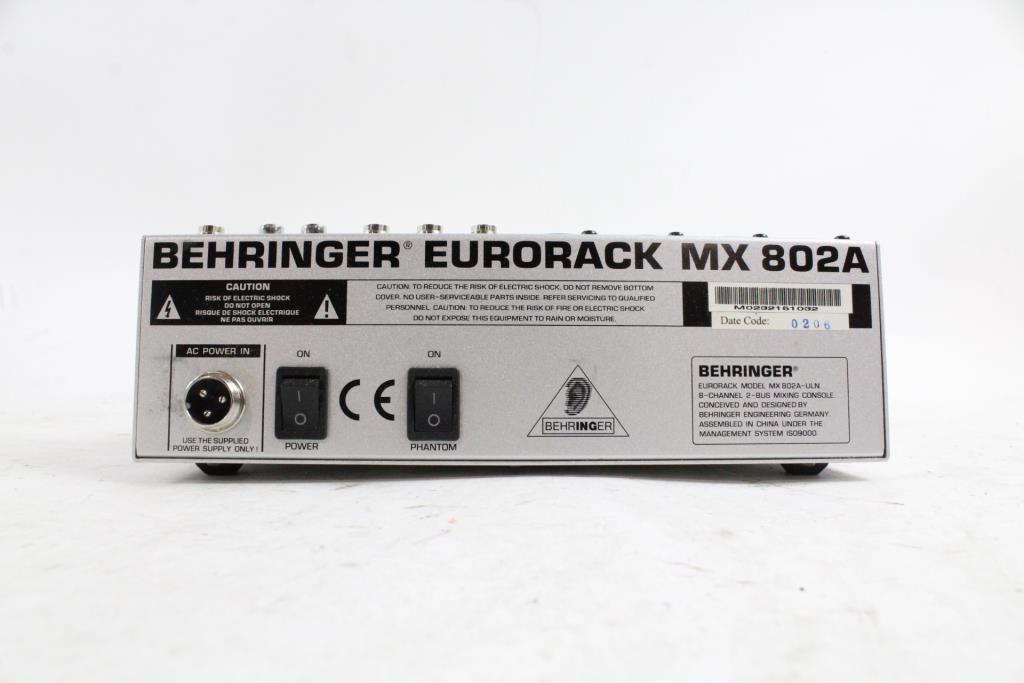 BEHRINGER® EURORACK MX 802A
CAUTION
RISK OF ELECTRIC SHOCK
DO NOT OPEN
RISQUE DE SHOCK ELECTRIQUE
NE PAS OUVRIR
CAUTION: TO REDUCE THE RISK OF ELECTRIC SHOCK, DO NOT REMOVE BOTTOM
COVER. NO USER-SERVICEABLE PARTS INSIDE. REFER SERVICING TO QUALIFIED
PERSONNEL. CAUTION: TO REDUCE THE RISK OF FIRE OR ELECTRIC SHOCK
DO NOT EXPOSE THIS EQUIPMENT TO RAIN OR MOISTURE.
M0232151032
Date Code: 0206
AC POWER IN
USE THE SUPPLIED
POWER SUPPLY ONLY!
ON
POWER
CE
ON
PHANTOM
BEHRINGER
BEHRINGER®
EURORACK MODEL MX 802A-ULN.
8-CHANNEL 2-BUS MIXING CONSOLE.
CONCEIVED AND DESIGNED BY
BEHRINGER ENGINEERING GERMANY.
ASSEMBLED IN CHINA UNDER THE
MANAGEMENT SYSTEM ISO9000.